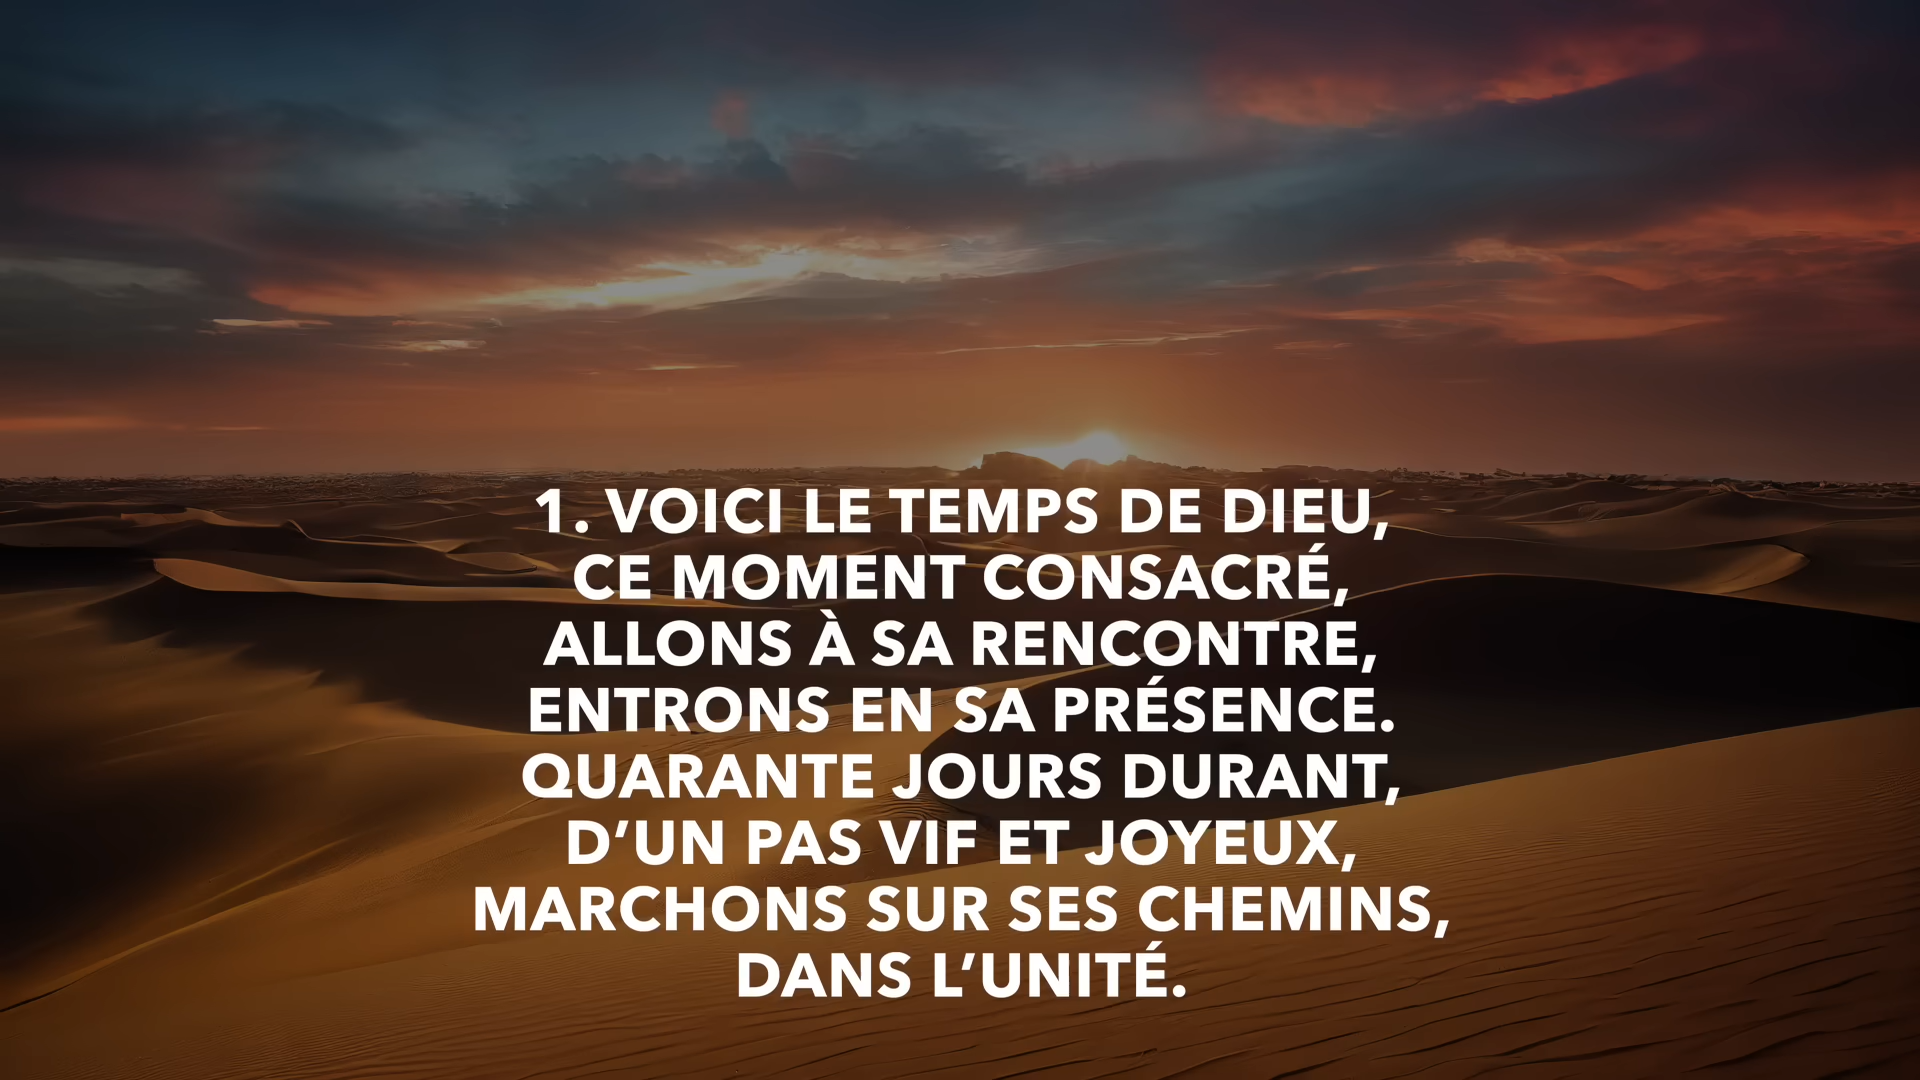 1. VOICI LE TEMPS DE DIEU,
CE MOMENT CONSACRÉ,
ALLONS À SA RENCONTRE,
ENTRONS EN SA PRÉSENCE.
QUARANTE JOURS DURANT,
D’UN PAS VIF ET JOYEUX,
MARCHONS SUR SES CHEMINS,
DANS L’UNITÉ.